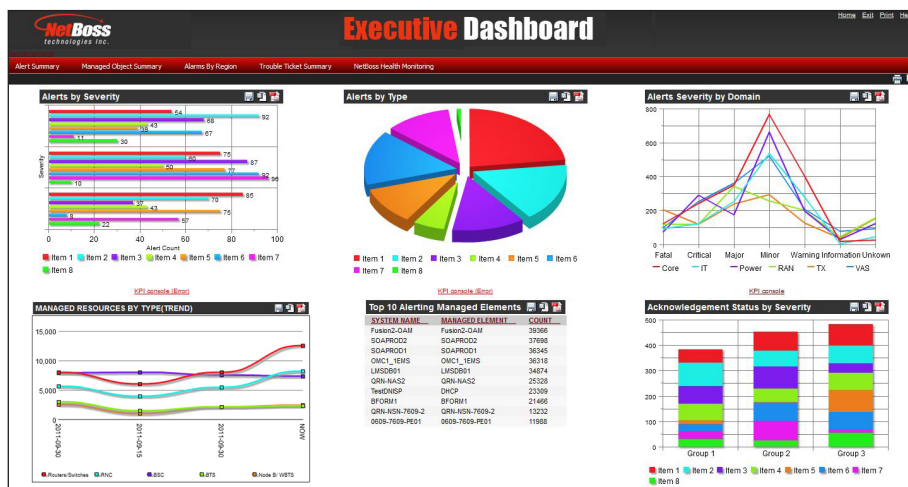 NetBoss
technologies inc.
Executive Dashboard
Home Exit Print
Alert Summary Managed Object Summary Alarms By Region Trouble Ticket Summary NetBoss Health Monitoring
Alerts by Severity
54
92
68
43
39
67
11
30
75
60
87
50
77
92
96
10
85
70
37
43
75
8
57
22
Severity
0 20 40 60 80 100
Alert Count
Item 1 Item 2 Item 3 Item 4 Item 5 Item 6 Item 7
Item 8
KPI console (Error)
Alerts by Type
Item 1 Item 2 Item 3 Item 4 Item 5 Item 6
Item 7 Item 8
KPI console (Error)
Alerts Severity by Domain
800
600
400
200
0
Fatal Critical Major Minor Warning Information Unkown
Core IT Power RAN TX VAS
KPI console
MANAGED RESOURCES BY TYPE(TREND)
15,000
10,000
5,000
0
2011-09-00 2011-09-15 2011-09-30 NOW
Routers/Switches RNC BSC BTS Node B/ WBTS
Top 10 Alerting Managed Elements
SYSTEM NAME MANAGED ELEMENT COUNT
Fusion2-OAM Fusion2-OAM 39366
SOAPROD2 SOAPROD2 37698
SOAPROD1 SOAPROD1 36345
OMC1_1EMS OMC1_1EMS 36318
LMSDB01 LMSDB01 34874
QRN-NAS2 QRN-NAS2 25328
TestDNISP DHCP 23309
BFORM1 BFORM1 21466
QRN-NSN-7609-2 QRN-NSN-7609-2 13232
0609-7609-PE01 0609-7609-PE01 11988
Acknowledgement Status by Severity
500
400
300
200
100
0
Group 1 Group 2 Group 3
Item 1 Item 2 Item 3 Item 4 Item 5 Item 6 Item 7
Item 8